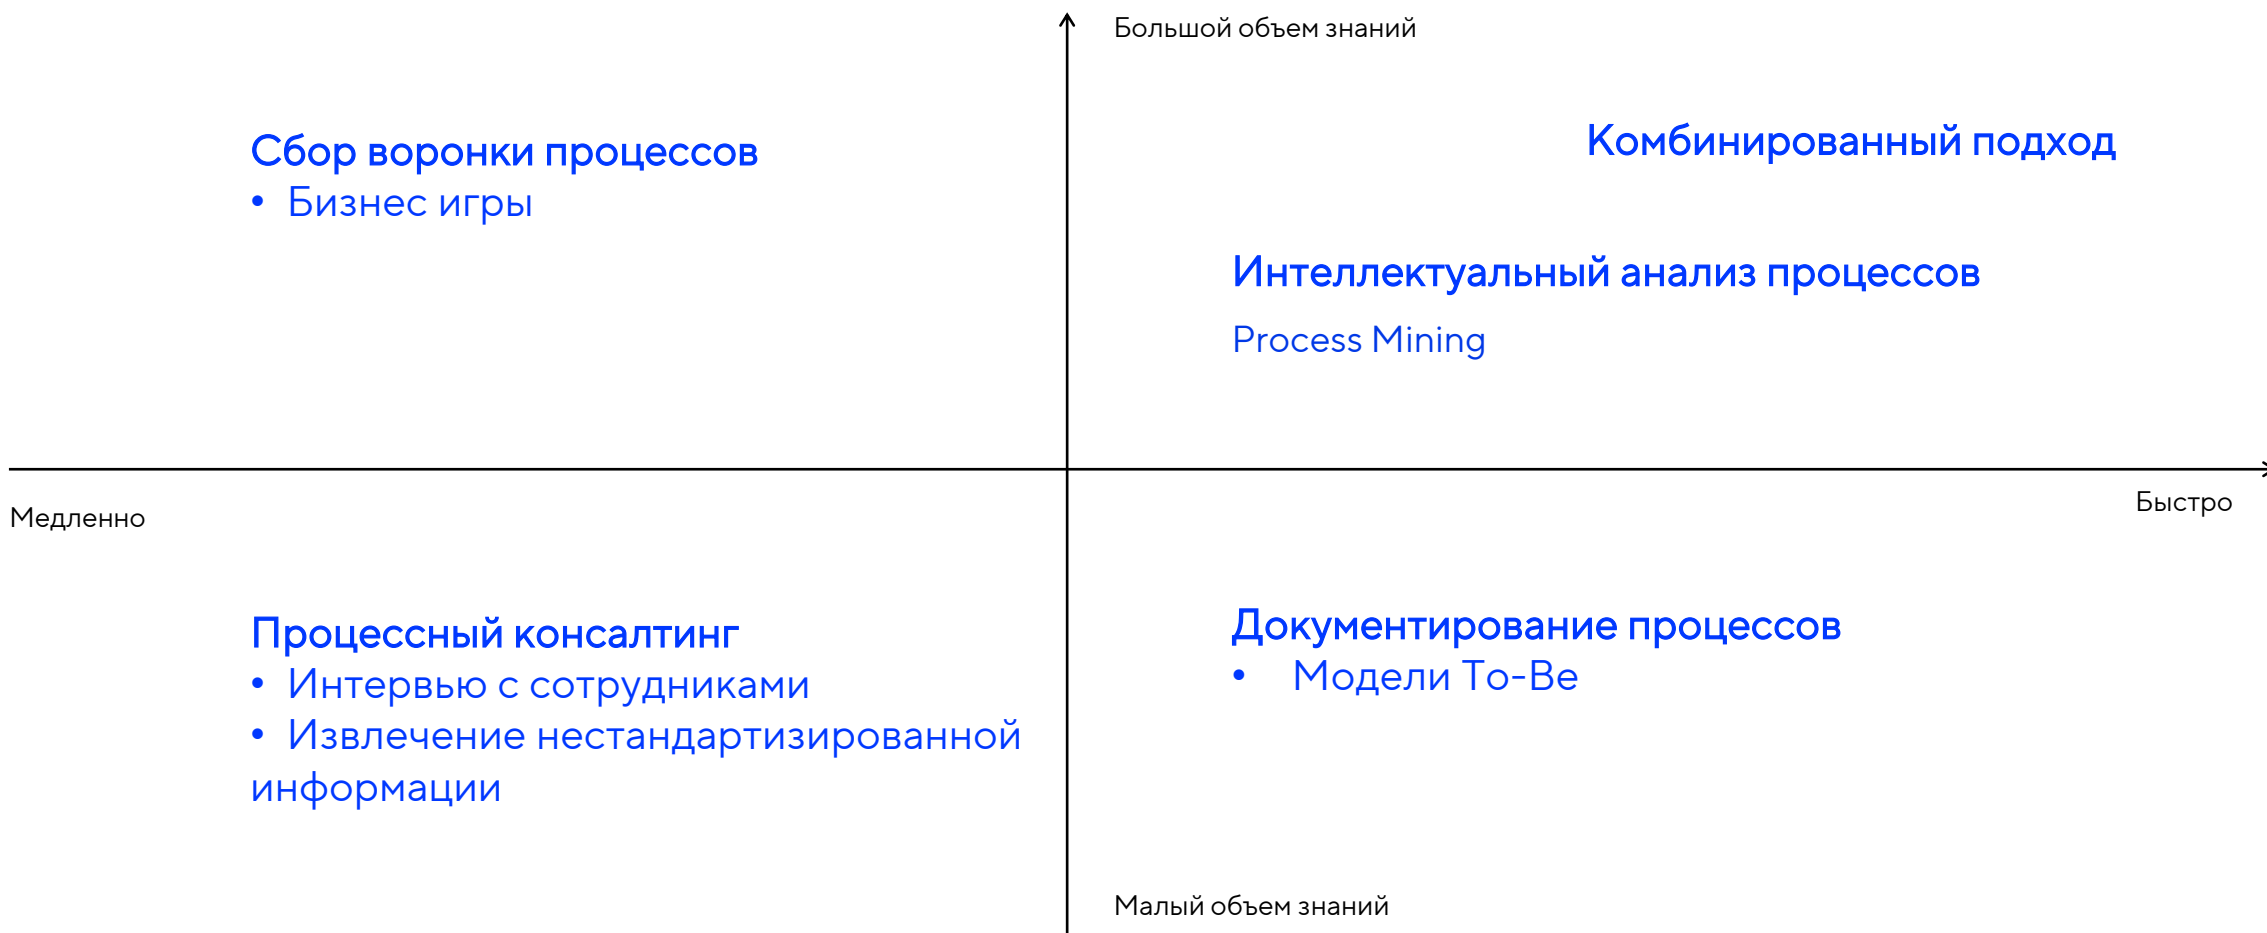 Большой объем знаний
Сбор воронки процессов
• Бизнес игры
Комбинированный подход
Интеллектуальный анализ процессов
Process Mining
Медленно
Быстро
Процессный консалтинг
• Интервью с сотрудниками
• Извлечение нестандартизированной
информации
Документирование процессов
• Модели To-Be
Малый объем знаний